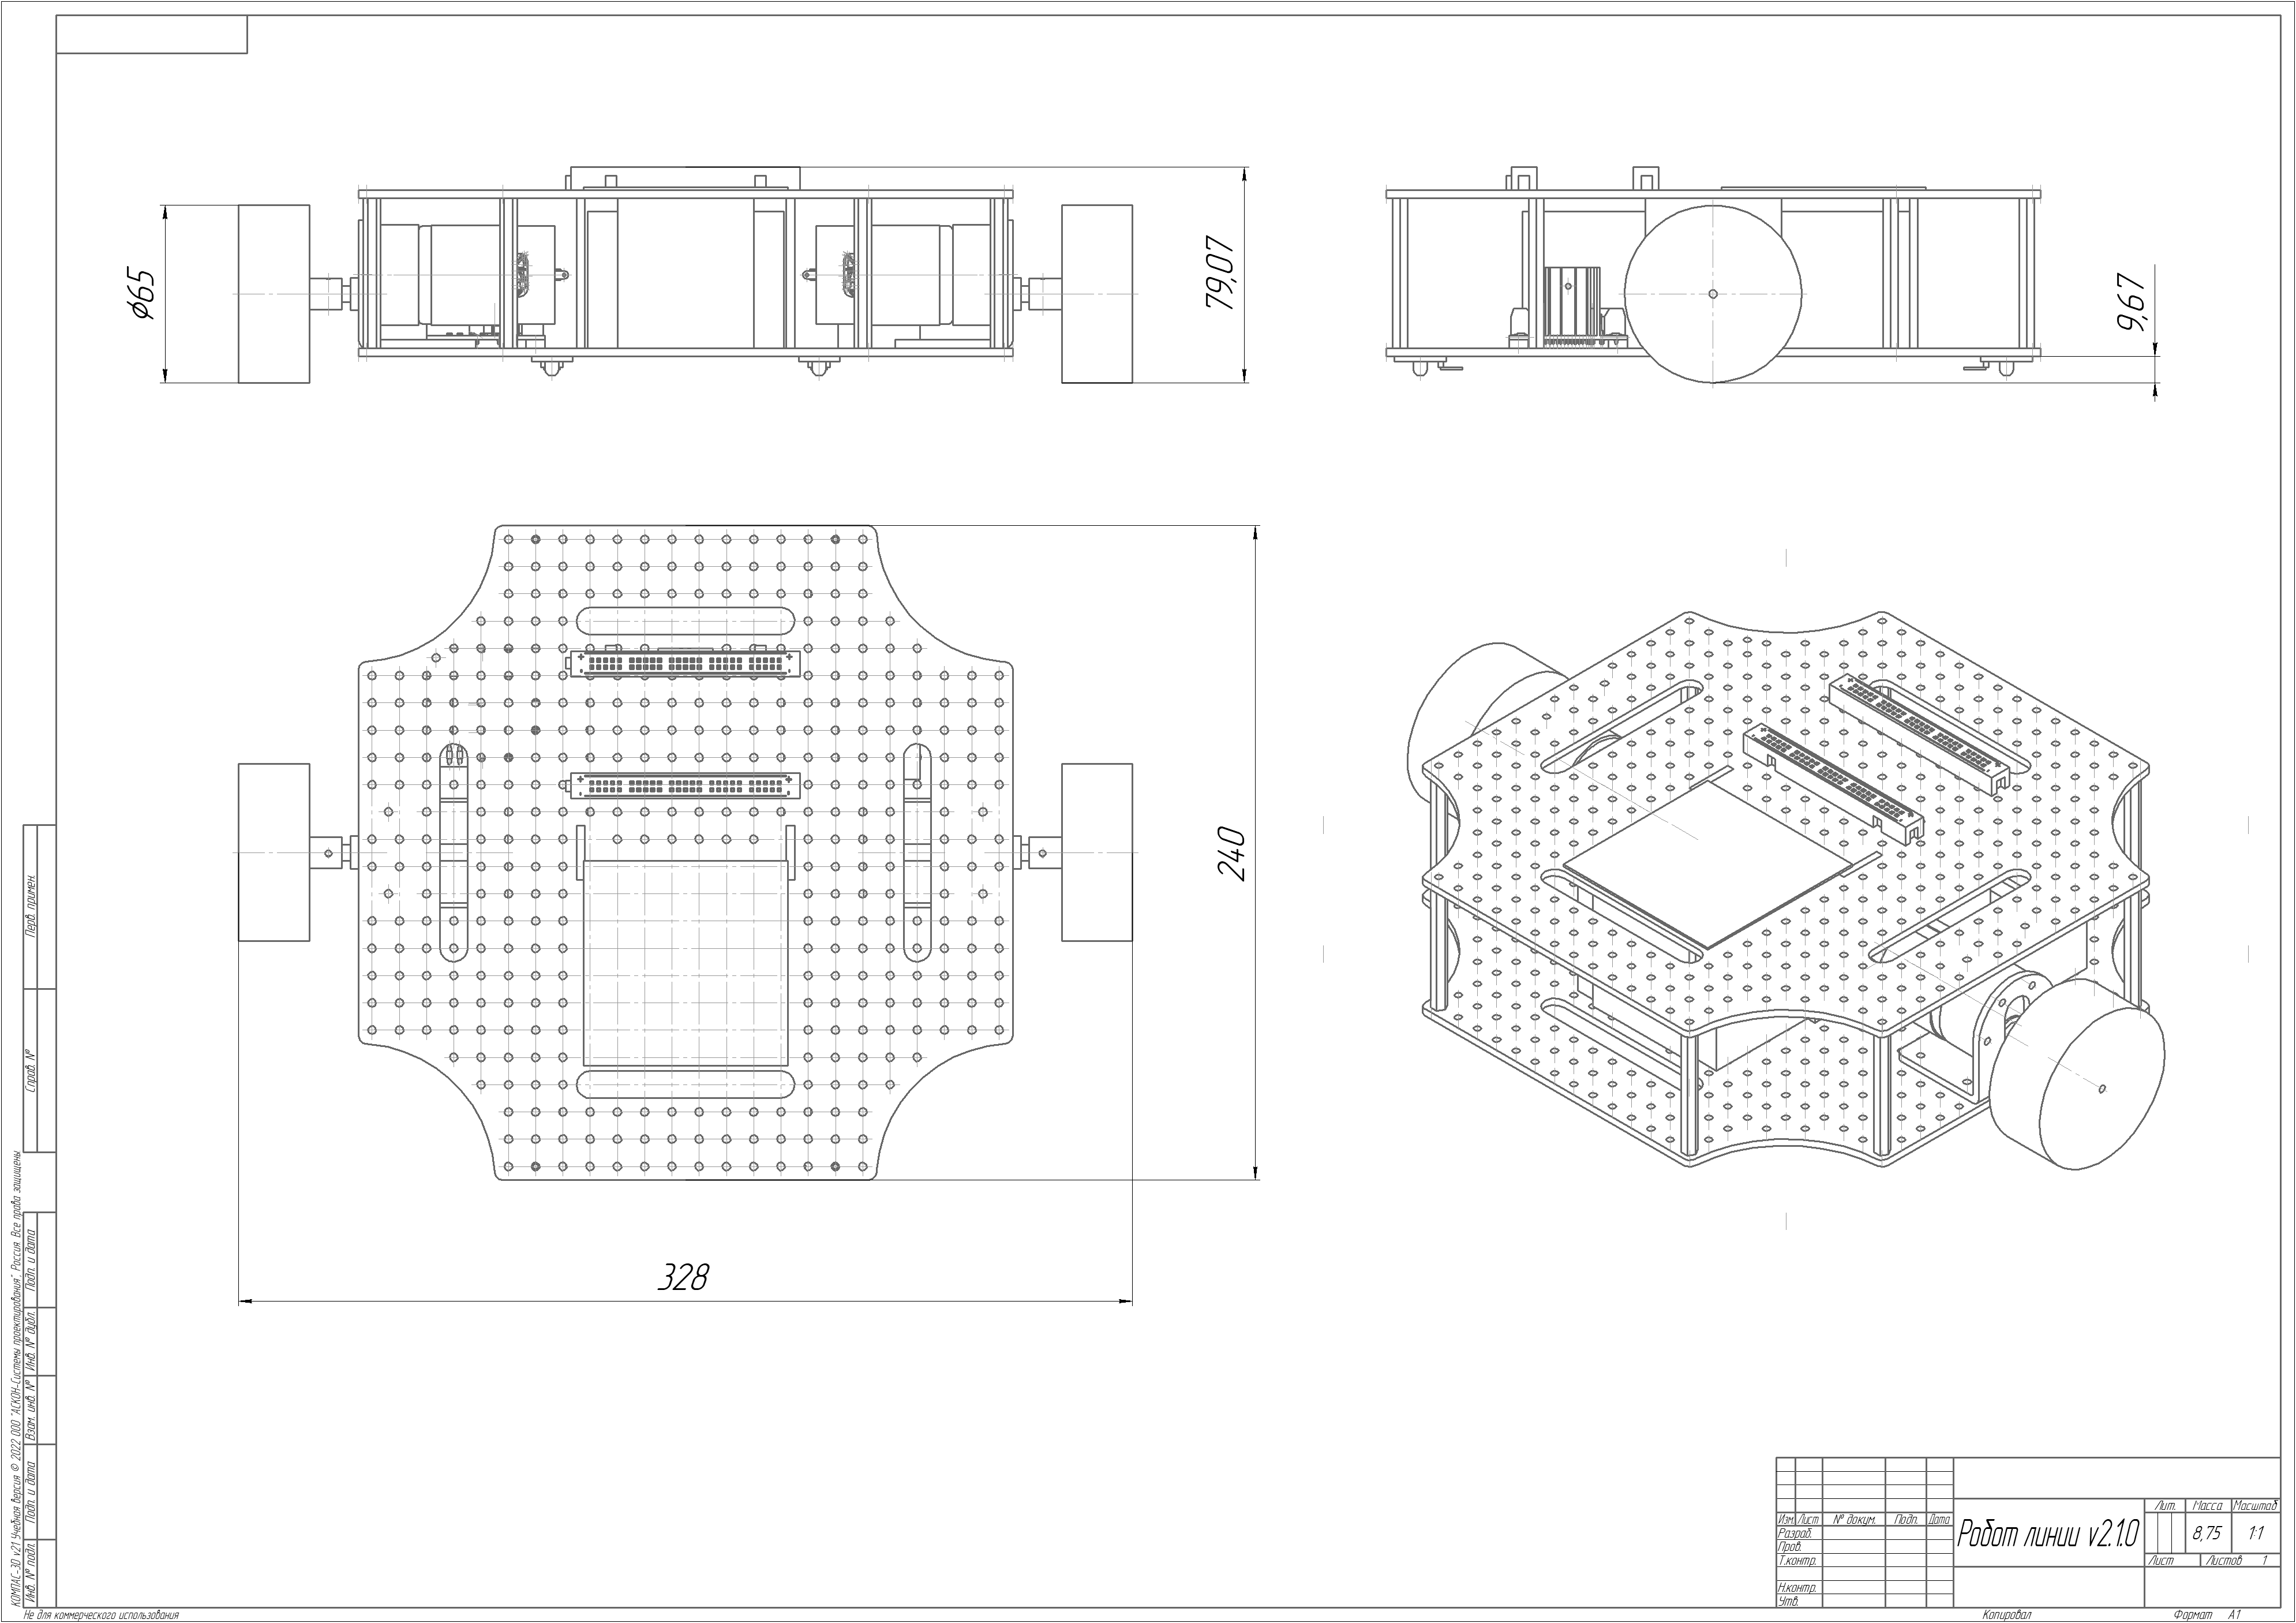 ⌀65
79,07
9,67
240
328
Перв. примен.
Справ. №
Подп. и дата
Инв. № дубл.
Взам. инв. №
Подп. и дата
Инв. № подл.
КОМПАС-3D v21 Учебная версия © 2022 ООО "АСКОН-Системы проектирования", Россия. Все права защищены
Не для коммерческого использования
Изм. Лист № докум. Подп. Дата
Разраб.
Пров.
Т.контр.
Н.контр.
Утв.
Робот линии v2.1.0
Лит. Масса Масштаб
8,75 1:1
Лист Листов 1
Копировал Формат А1